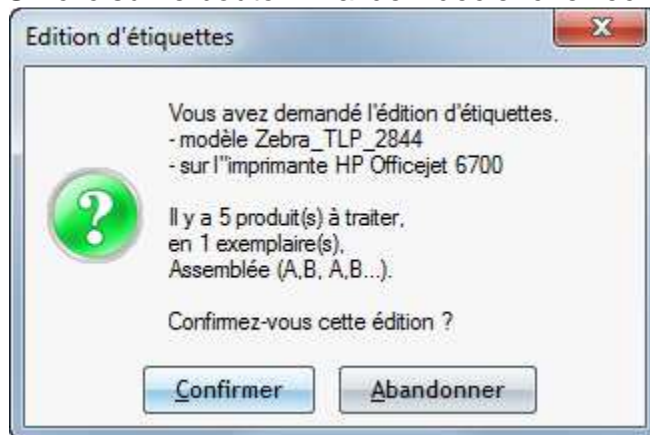 Edition d'étiquettes
Vous avez demandé l'édition d'étiquettes.
- modèle Zebra_TLP_2844
- sur l''imprimante HP Officejet 6700
Il y a 5 produit(s) à traiter,
en 1 exemplaire(s),
Assemblée (A,B, A,B...).
Confirmez-vous cette édition ?
Confirmer
Abandonner